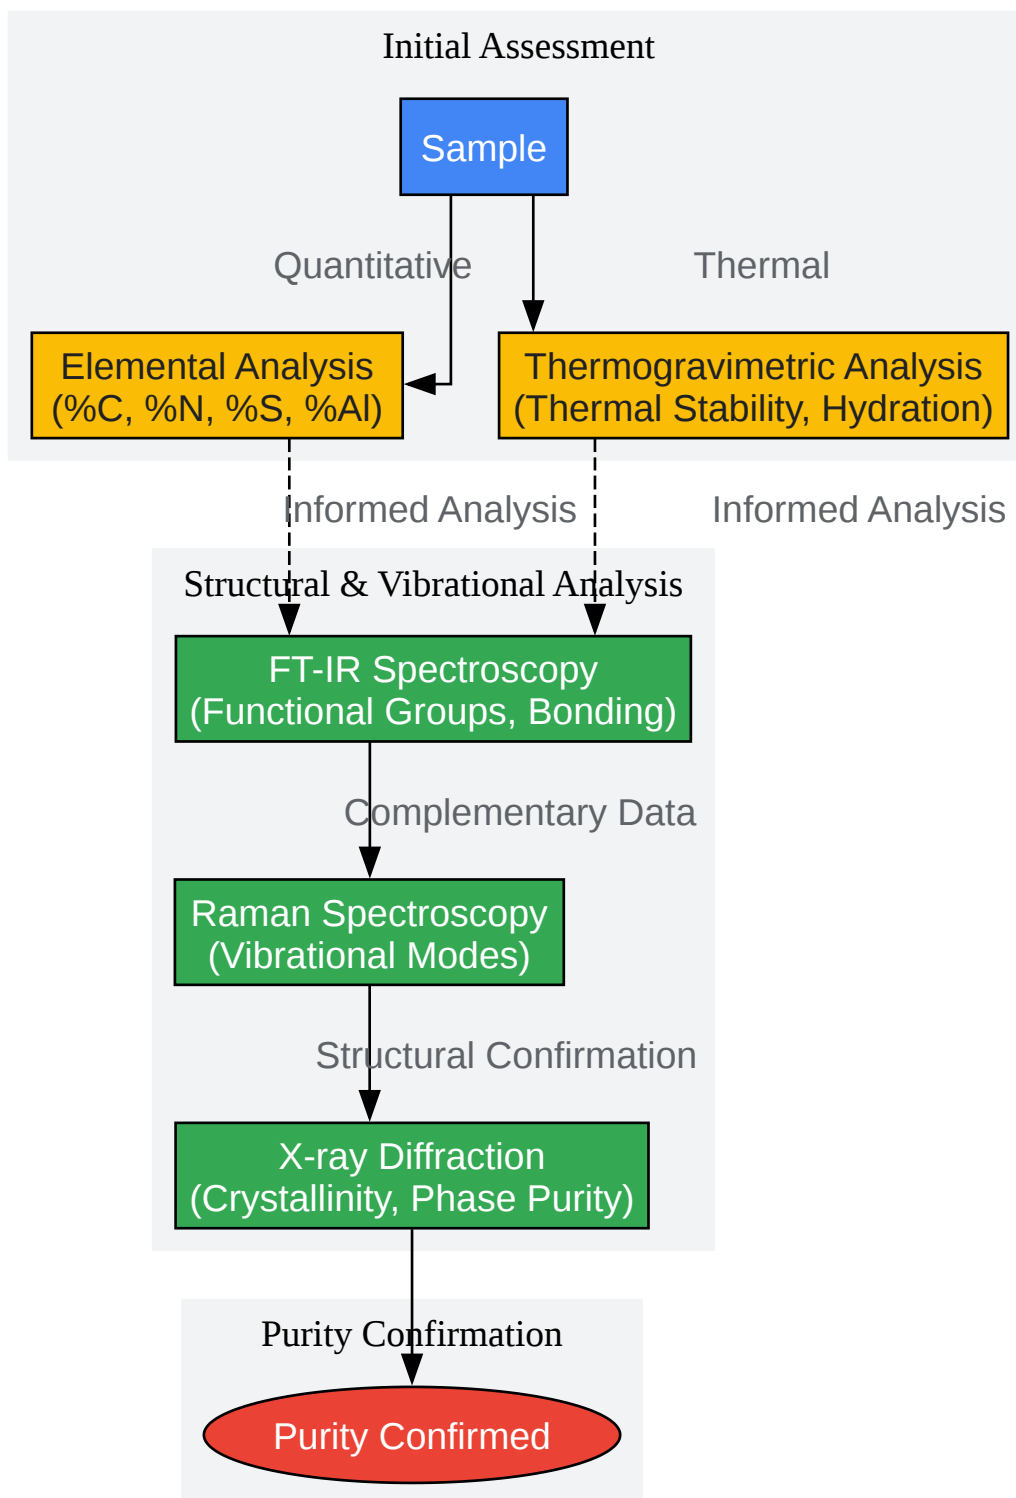 Initial Assessment
Sample
Quantitative
Thermal
Elemental Analysis
(%C, %N, %S, %Al)
Thermogravimetric Analysis
(Thermal Stability, Hydration)
Informed Analysis
Informed Analysis
Structural & Vibrational Analysis
FT-IR Spectroscopy
(Functional Groups, Bonding)
Complementary Data
Raman Spectroscopy
(Vibrational Modes)
Structural Confirmation
X-ray Diffraction
(Crystallinity, Phase Purity)
Purity Confirmation
Purity Confirmed